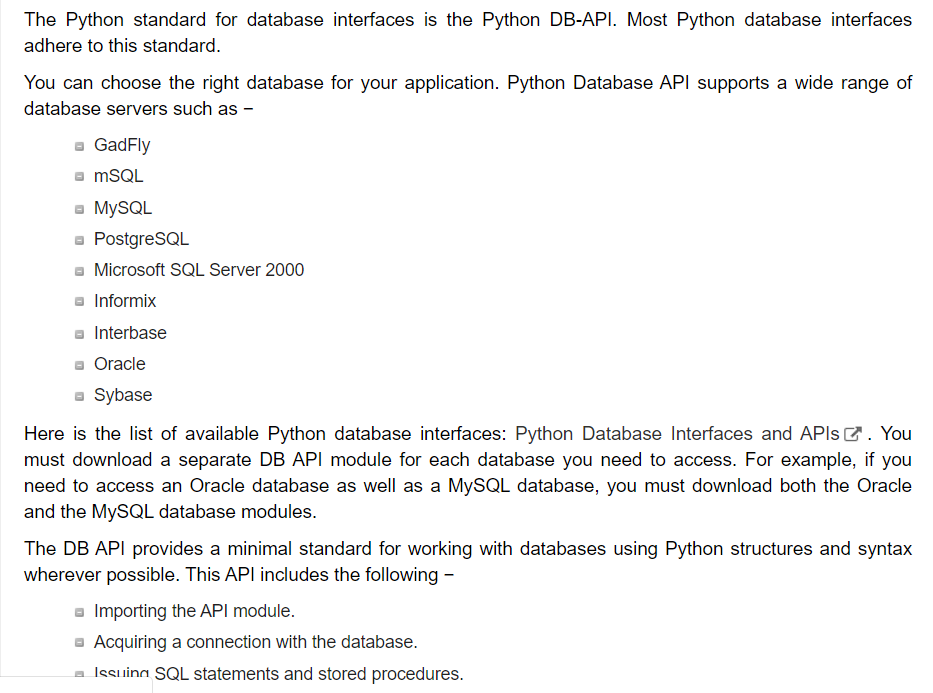 The Python standard for database interfaces is the Python DB-API. Most Python database interfaces
adhere to this standard.
You can choose the right database for your application. Python Database API supports a wide range of
database servers such as −
GadFly
mSQL
MySQL
PostgreSQL
Microsoft SQL Server 2000
Informix
Interbase
Oracle
Sybase
Here is the list of available Python database interfaces: Python Database Interfaces and APIs . You
must download a separate DB API module for each database you need to access. For example, if you
need to access an Oracle database as well as a MySQL database, you must download both the Oracle
and the MySQL database modules.
The DB API provides a minimal standard for working with databases using Python structures and syntax
wherever possible. This API includes the following −
Importing the API module.
Acquiring a connection with the database.
Issuing SQL statements and stored procedures.